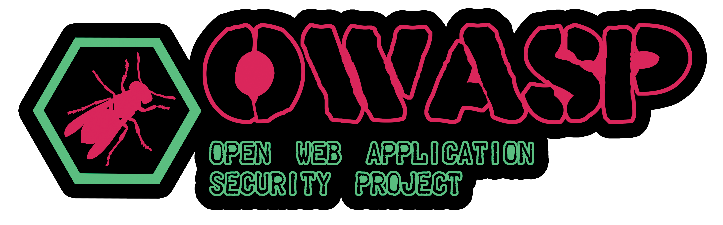 OWASP
OPEN WEB APPLICATION
SECURITY PROJECT